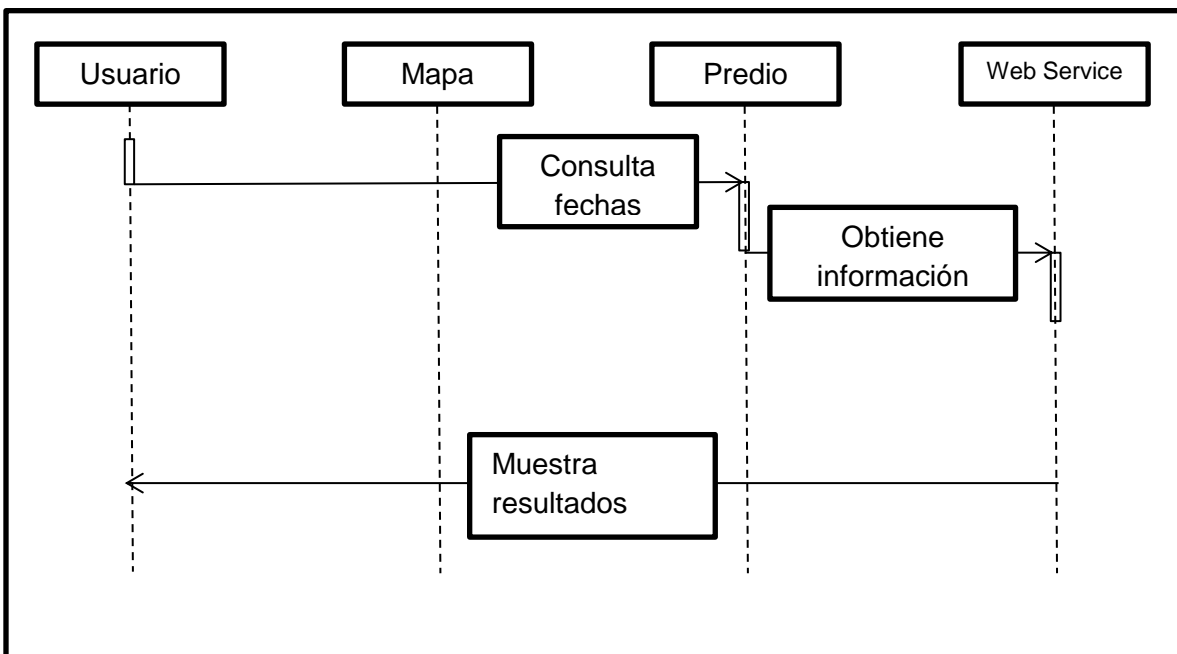 Usuario
Mapa
Predio
Web Service
Consulta
fechas
Obtiene
información
Muestra
resultados